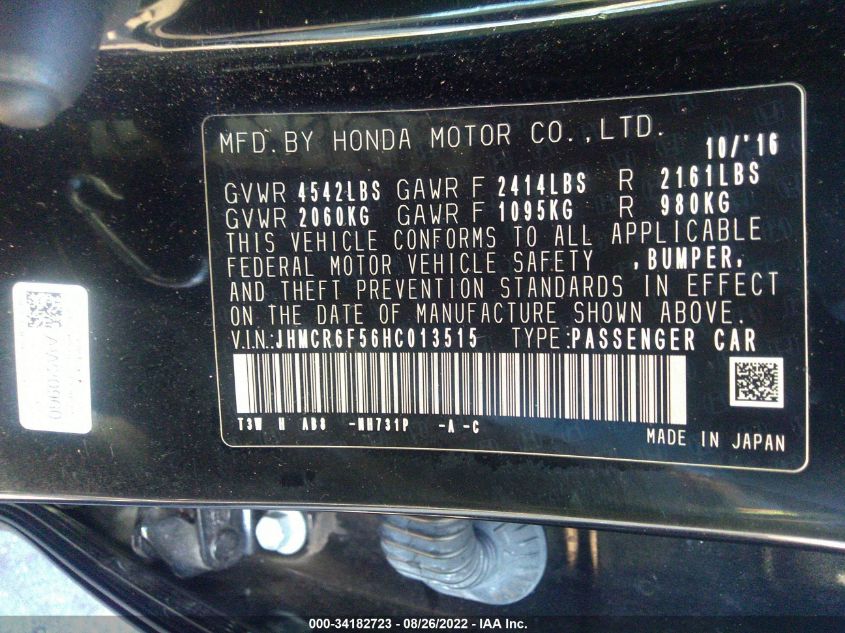 MFD. BY HONDA MOTOR CO., LTD.
10/'16
GVWR 4542LBS GAWR F 2414LBS R 2161LBS
GVWR 2060KG GAWR F 1095KG R 980KG
THIS VEHICLE CONFORMS TO ALL APPLICABLE
FEDERAL MOTOR VEHICLE SAFETY ,BUMPER,
AND THEFT PREVENTION STANDARDS IN EFFECT
ON THE DATE OF MANUFACTURE SHOWN ABOVE.
V.I.N:JHMCR6F56HC013515 TYPE:PASSENGER CAR
T3W H AB8 -NH731P -A -C
MADE IN JAPAN
000-34182723 - 08/26/2022 - IAA Inc.